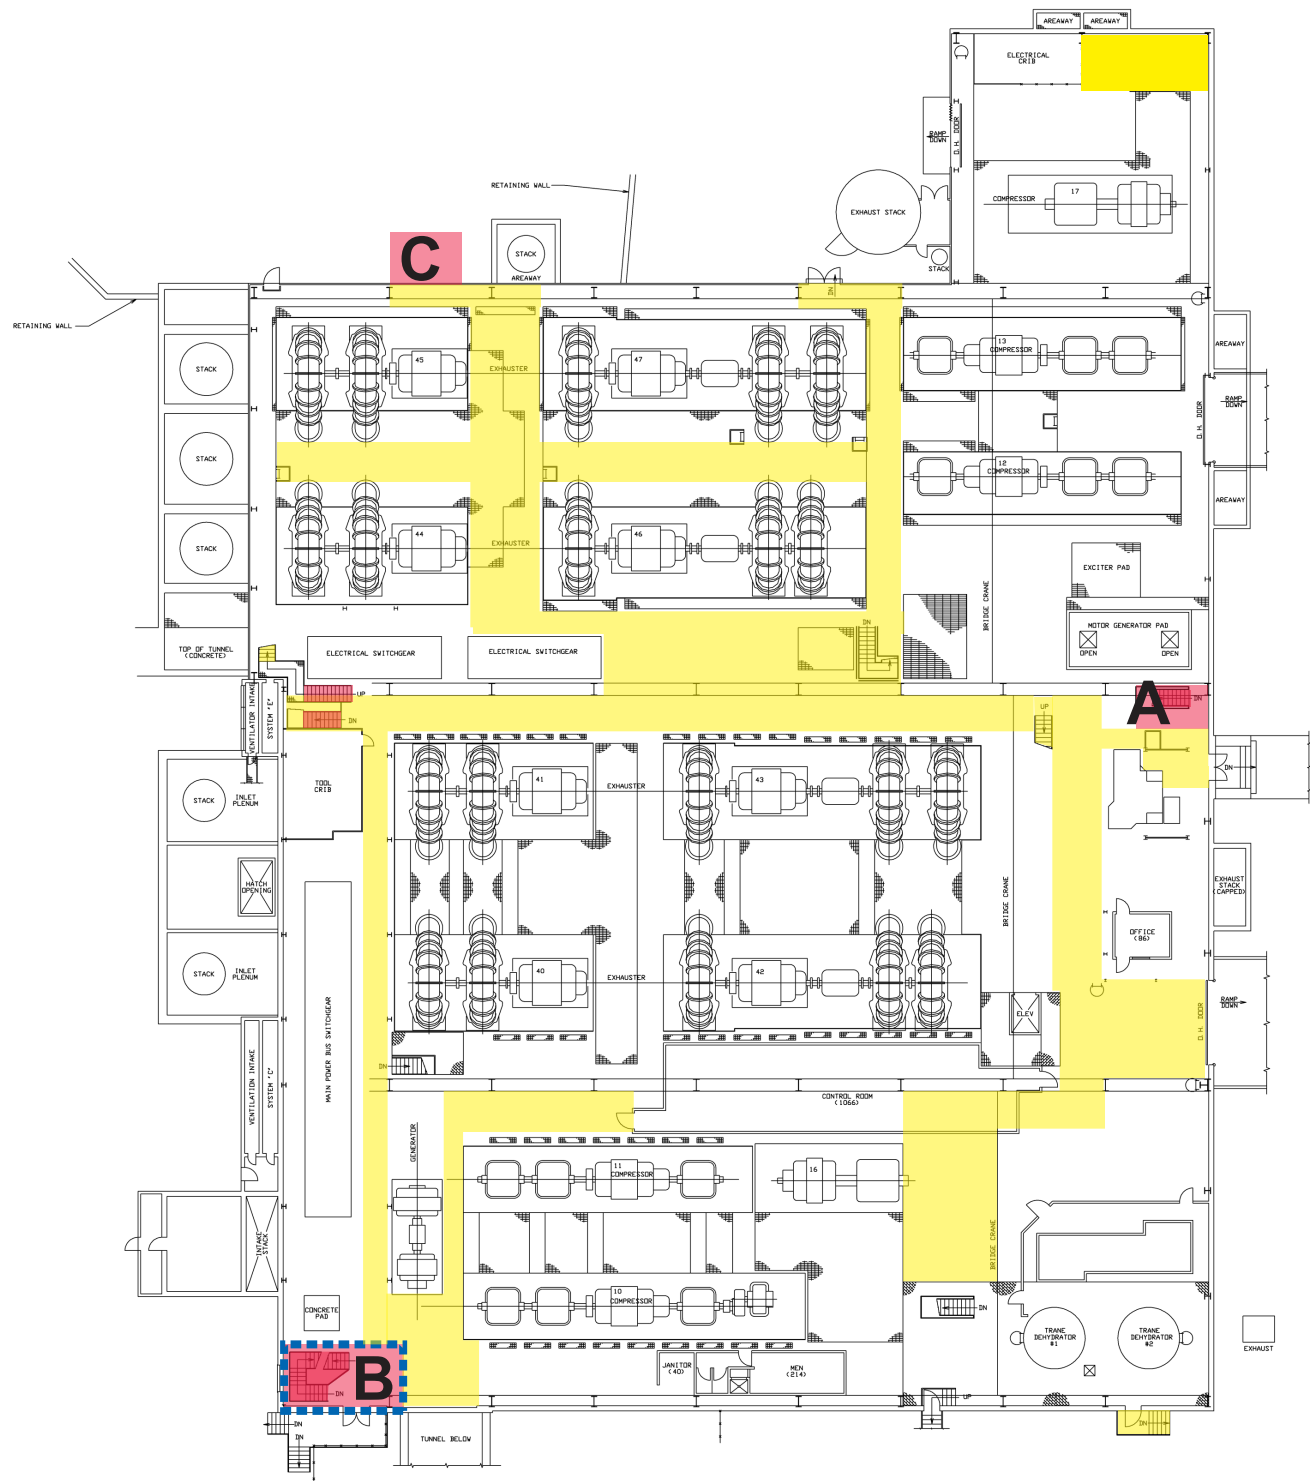 AREAWAY
AREAWAY
ELECTRICAL
CRIB
RAMP
DOWN
O.H. DOOR
RETAINING WALL
COMPRESSOR
17
EXHAUST STACK
C
STACK
AREAWAY
STACK
DN
RETAINING WALL
STACK
45
EXHAUSTER
47
13
COMPRESSOR
AREAWAY
RAMP
DOWN
O.H. DOOR
STACK
12
COMPRESSOR
AREAWAY
STACK
44
EXHAUSTER
46
EXCITER PAD
BRIDGE CRANE
MOTOR GENERATOR PAD
OPEN
OPEN
DN
TOP OF TUNNEL
(CONCRETE)
ELECTRICAL SWITCHGEAR
ELECTRICAL SWITCHGEAR
VENTILATOR INTAKE
SYSTEM "E"
UP
DN
UP
A
DN
DN
TOOL
CRIB
STACK
INLET
PLENUM
41
EXHAUSTER
43
HATCH
OPENING
BRIDGE CRANE
EXHAUST
STACK
(CAPPED)
OFFICE
(86)
STACK
INLET
PLENUM
40
EXHAUSTER
42
ELEV
RAMP
DOWN
O.H. DOOR
MAIN POWER BUS SWITCHGEAR
DN
VENTILATION INTAKE
SYSTEM "C"
CONTROL ROOM
(1066)
GENERATOR
11
COMPRESSOR
16
INTAKE
STACK
BRIDGE CRANE
10
COMPRESSOR
CONCRETE
PAD
DN
TRANE
DEHYDRATOR
#1
TRANE
DEHYDRATOR
#2
EXHAUST
B
DN
JANITOR
(40)
MEN
(214)
UP
DN
DN
DN
TUNNEL BELOW
DN
DN